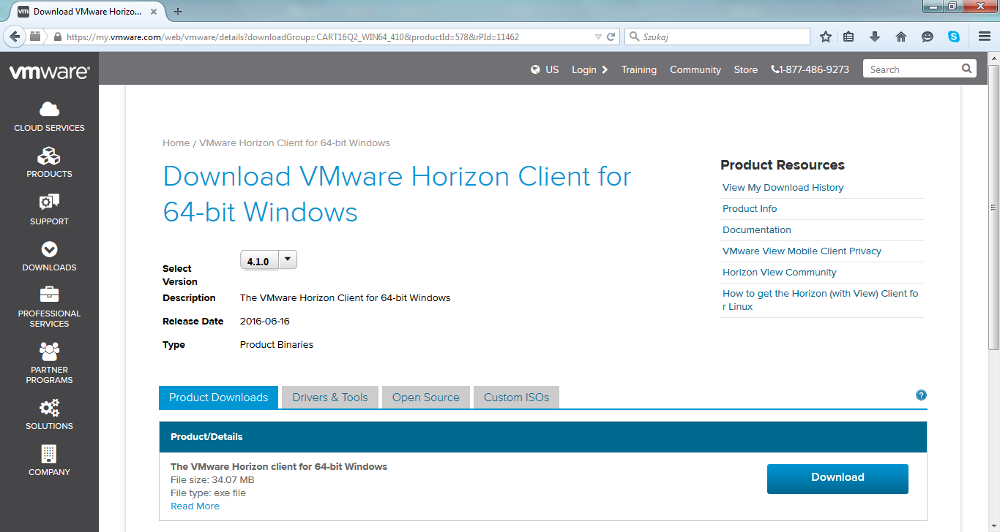 vm Download VMware Horizo... × +
https://my.vmware.com/web/vmware/details?downloadGroup=CART16Q2_WIN64_410&productId=578&rPId=11462
Szukaj
vmware®
US Login Training Community Store 1-877-486-9273 Search
CLOUD SERVICES
PRODUCTS
SUPPORT
DOWNLOADS
PROFESSIONAL
SERVICES
PARTNER
PROGRAMS
SOLUTIONS
COMPANY
Home / VMware Horizon Client for 64-bit Windows
Download VMware Horizon Client for
64-bit Windows
Select
Version
4.1.0
Description The VMware Horizon Client for 64-bit Windows
Release Date 2016-06-16
Type Product Binaries
Product Resources
View My Download History
Product Info
Documentation
VMware View Mobile Client Privacy
Horizon View Community
How to get the Horizon (with View) Client fo
r Linux
Product Downloads Drivers & Tools Open Source Custom ISOs ?
Product/Details
The VMware Horizon client for 64-bit Windows
File size: 34.07 MB
File type: exe file
Read More
Download